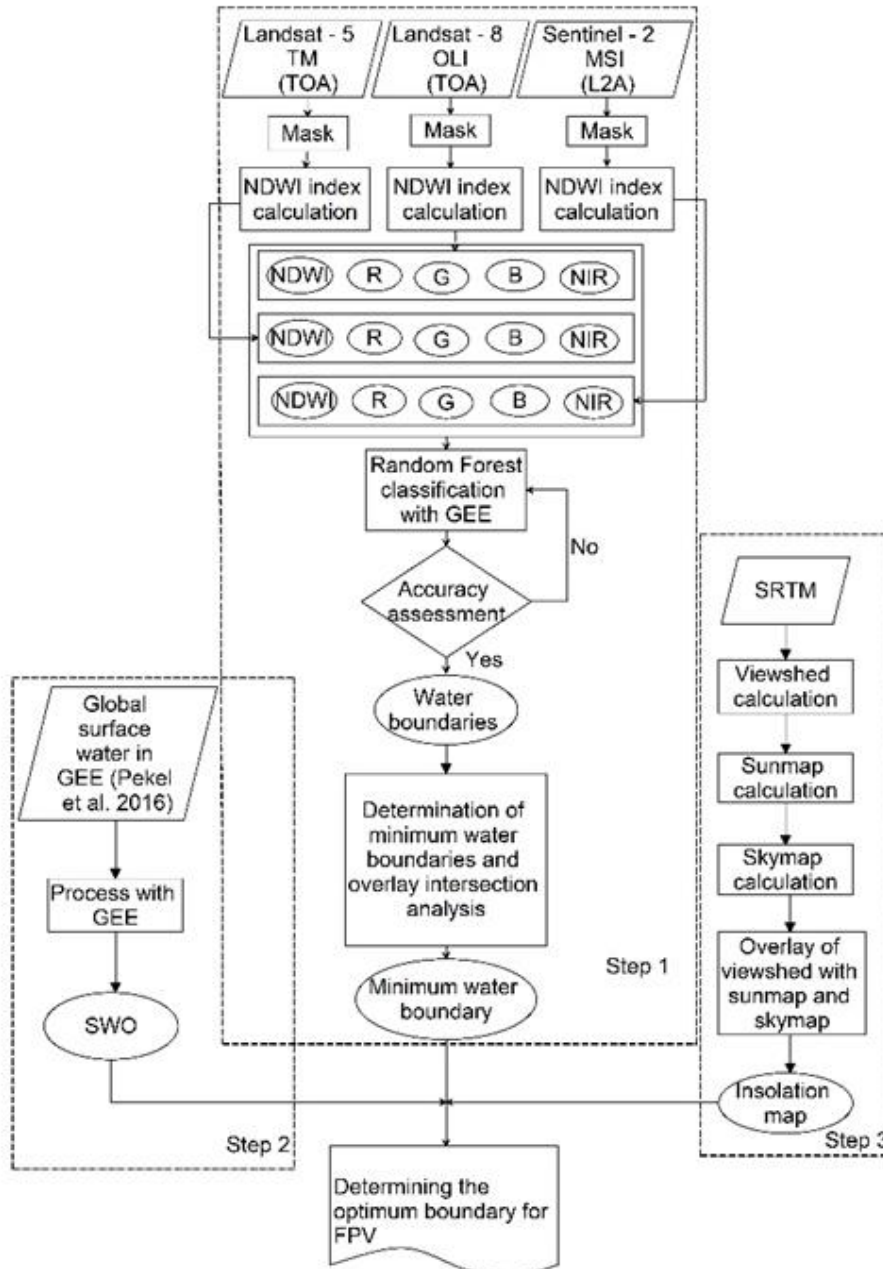 Landsat - 5
TM
(TOA)
Landsat - 8
OLI
(TOA)
Sentinel - 2
MSI
(L2A)
Mask
Mask
Mask
NDWI index
calculation
NDWI index
calculation
NDWI index
calculation
NDWI R G B NIR
NDWI R G B NIR
NDWI R G B NIR
Random Forest
classification
with GEE
No
Accuracy
assessment
Yes
Water
boundaries
Determination of
minimum water
boundaries and
overlay intersection
analysis
Minimum water
boundary
Step 1
Global
surface
water in
GEE (Pekel
et al. 2016)
Process with
GEE
SWO
Step 2
SRTM
Viewshed
calculation
Sunmap
calculation
Skymap
calculation
Overlay of
viewshed with
sunmap and
skymap
Insolation
map
Step 3
Determining the
optimum boundary for
FPV